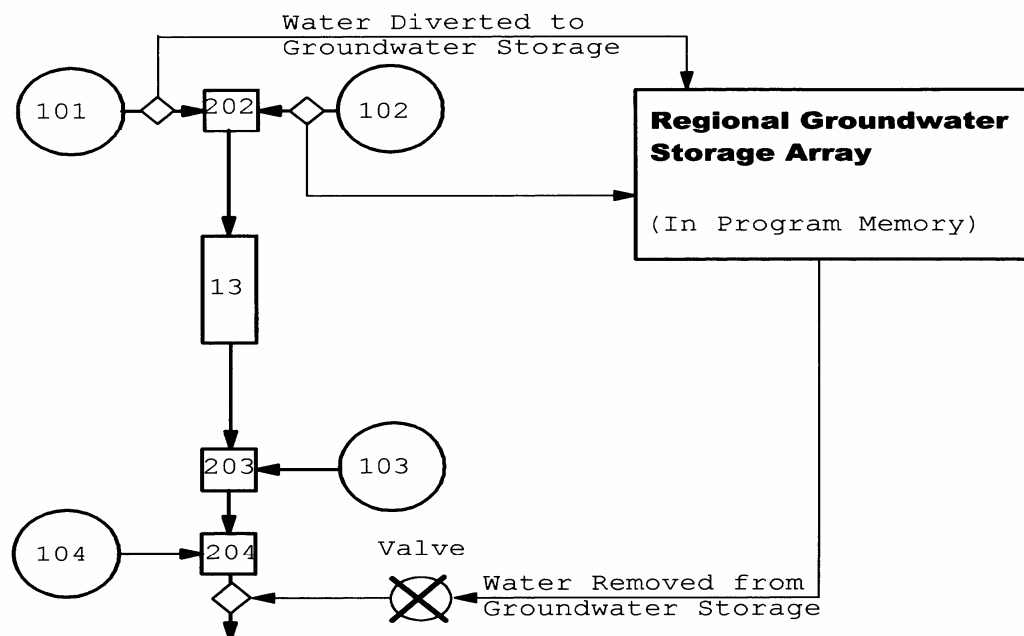 Water Diverted to
Groundwater Storage
101
202
102
Regional Groundwater
Storage Array
(In Program Memory)
13
203
103
104
204
Valve
Water Removed from
Groundwater Storage